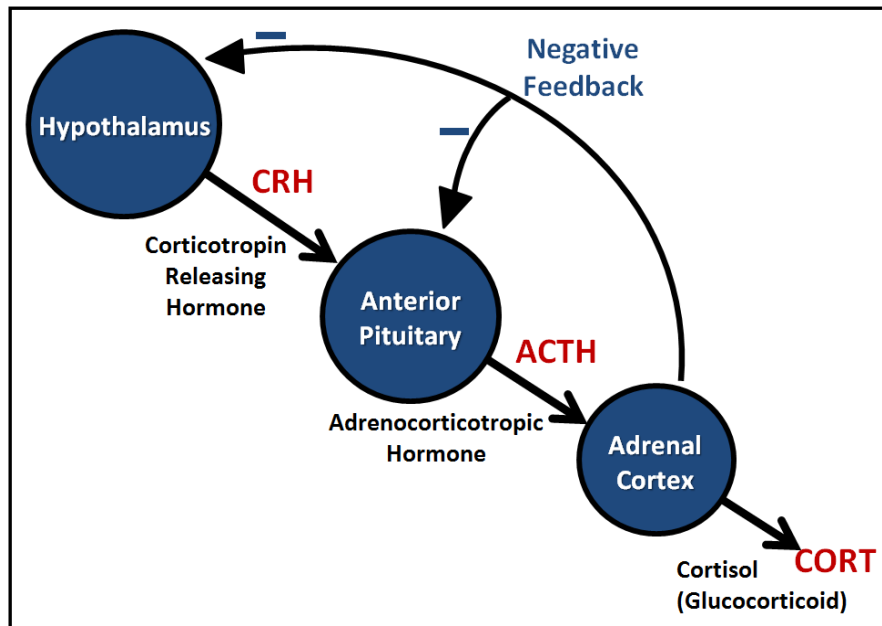 Negative
Feedback
Hypothalamus
CRH
Corticotropin
Releasing
Hormone
Anterior
Pituitary
ACTH
Adrenocorticotropic
Hormone
Adrenal
Cortex
CORT
Cortisol
(Glucocorticoid)